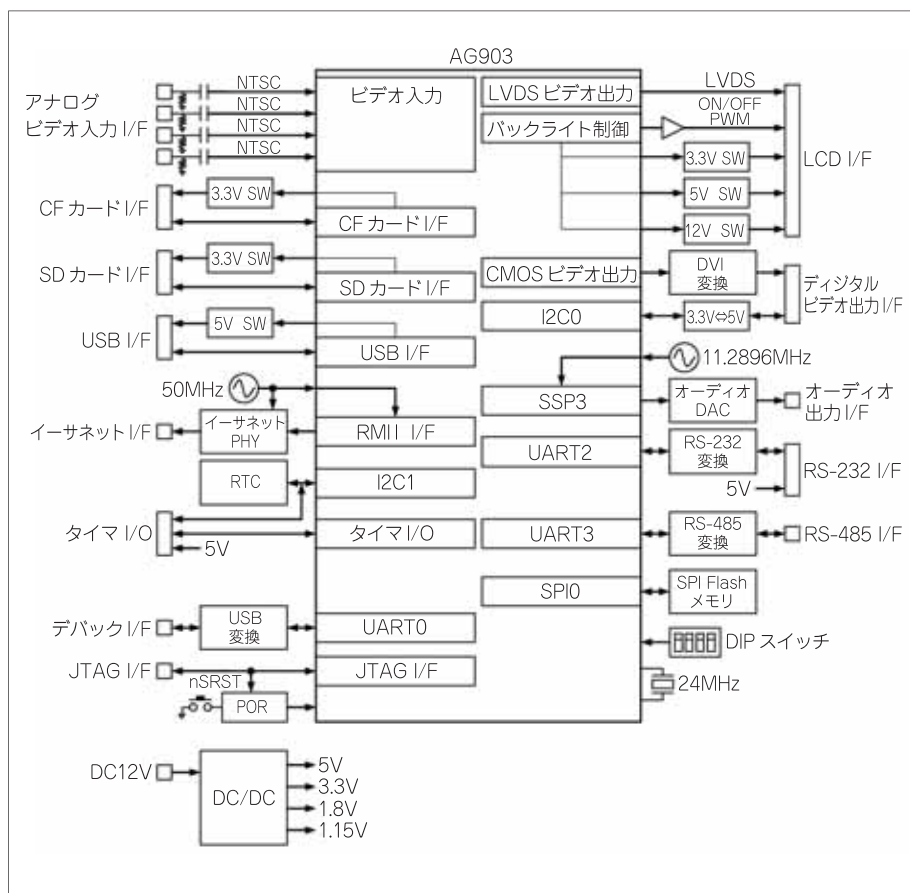 AG903
アナログ
ビデオ入力 I/F
NTSC
NTSC
NTSC
NTSC
ビデオ入力
CF カード I/F
3.3V SW
CF カード I/F
SD カード I/F
3.3V SW
SD カード I/F
USB I/F
5V SW
USB I/F
50MHz
イーサネット I/F
イーサネット
PHY
RMII I/F
RTC
I2C1
タイマ I/O
5V
タイマ I/O
デバック I/F
USB
変換
UART0
JTAG I/F
nSRST
JTAG I/F
POR
LVDS ビデオ出力
LVDS
バックライト制御
ON/OFF
PWM
3.3V SW
5V SW
12V SW
LCD I/F
CMOS ビデオ出力
DVI
変換
I2C0
3.3V⇔5V
ディジタル
ビデオ出力 I/F
11.2896MHz
SSP3
オーディオ
DAC
オーディオ
出力 I/F
UART2
RS-232
変換
5V
RS-232 I/F
UART3
RS-485
変換
RS-485 I/F
SPI0
SPI Flash
メモリ
DIP スイッチ
24MHz
DC12V
DC/DC
5V
3.3V
1.8V
1.15V